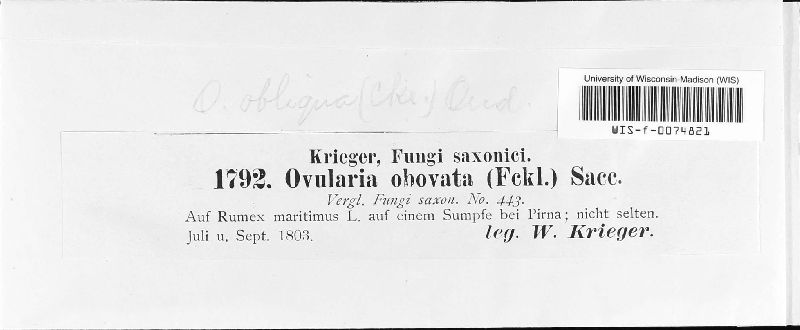 University of Wisconsin-Madison (WIS)
WIS-f-0074821
O. obliqua (Cke.) Oud.
Krieger, Fungi saxonici.
1792. Ovularia obovata (Fckl.) Sacc.
Vergl. Fungi saxon. No. 443.
Auf Rumex maritimus L. auf einem Sumpfe bei Pirna; nicht selten.
Juli u. Sept. 1803.
leg. W. Krieger.